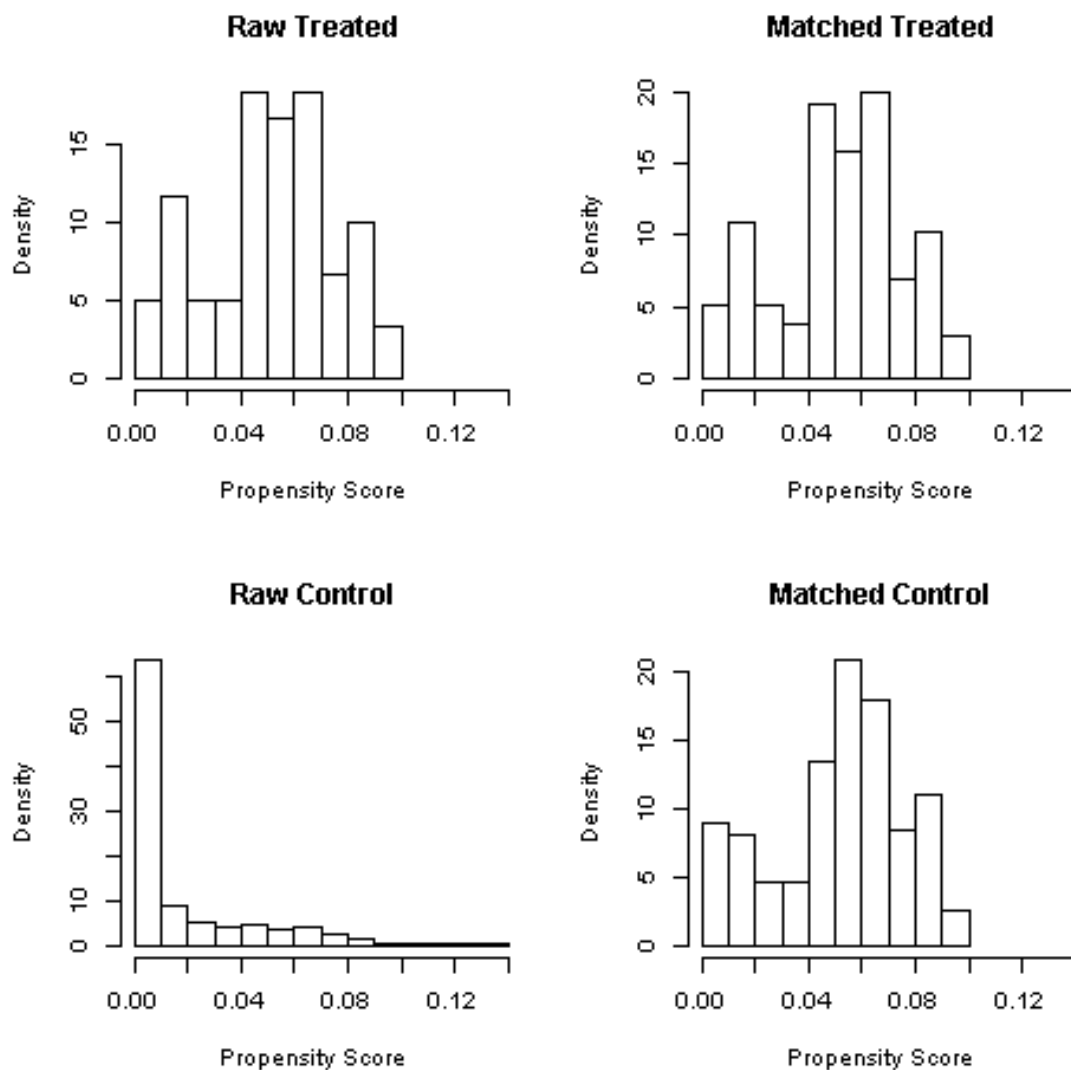 Raw Treated
Density
0 5 10 15
0.00 0.04 0.08 0.12
Propensity Score
Matched Treated
Density
0 5 10 15 20
0.00 0.04 0.08 0.12
Propensity Score
Raw Control
Density
0 10 30 50
0.00 0.04 0.08 0.12
Propensity Score
Matched Control
Density
0 5 10 15 20
0.00 0.04 0.08 0.12
Propensity Score